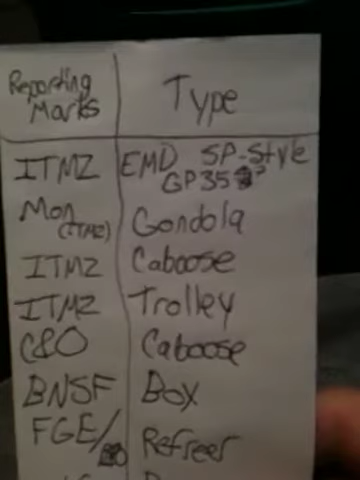 Reporting Marks Type
ITMZ EMD SP-Style GP35
Mon (ITMZ) Gondola
ITMZ Caboose
ITMZ Trolley
C&O Caboose
BNSF Box
FGE/ Refreer